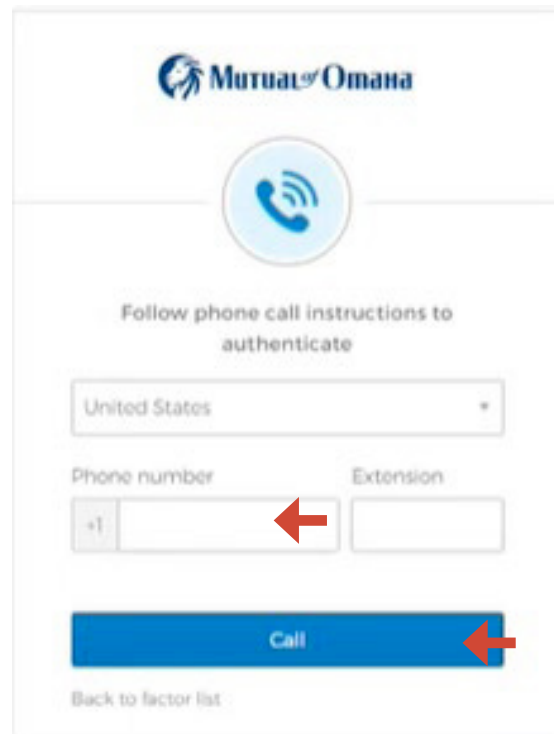 Mutual of Omaha
Follow phone call instructions to
authenticate
United States
Phone number Extension
+1
Call
Back to factor list